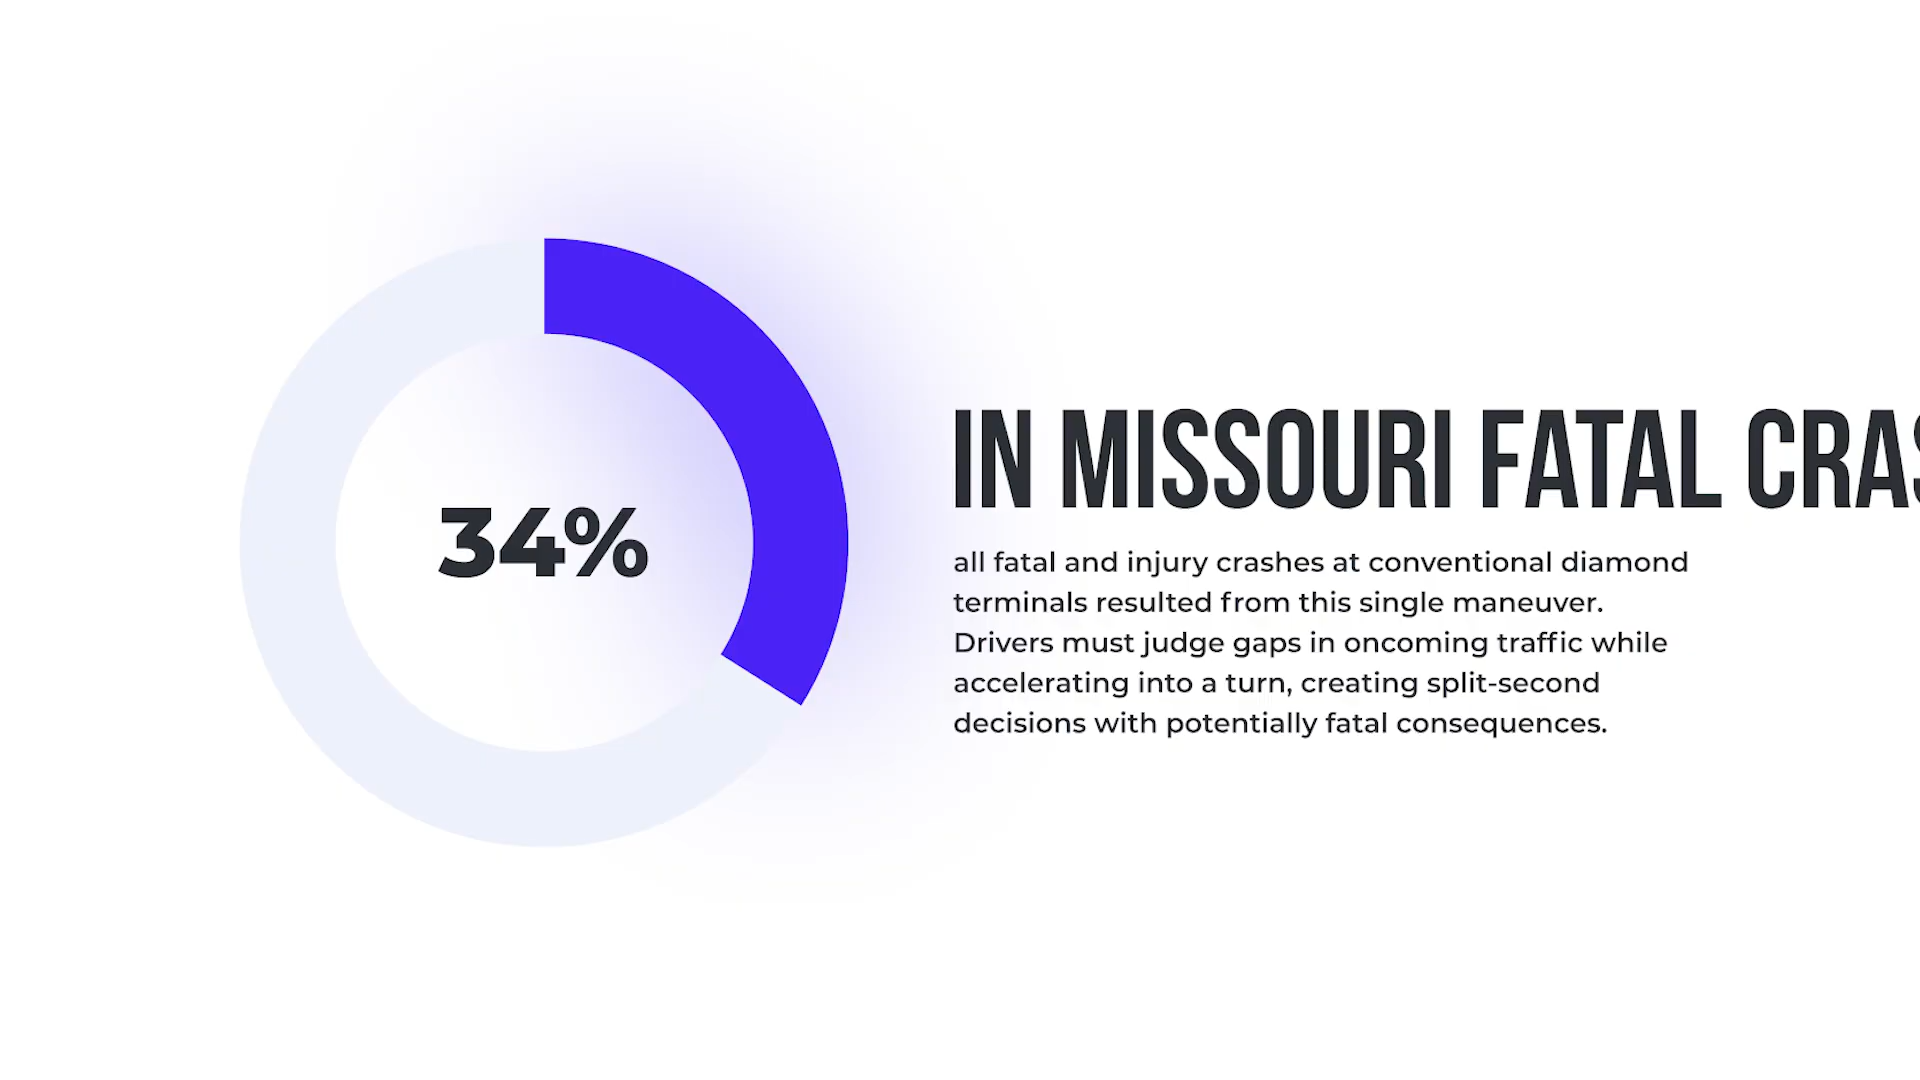 34%
IN MISSOURI FATAL
all fatal and injury crashes at conventional diamond
terminals resulted from this single maneuver.
Drivers must judge gaps in oncoming traffic while
accelerating into a turn, creating split-second
decisions with potentially fatal consequences.